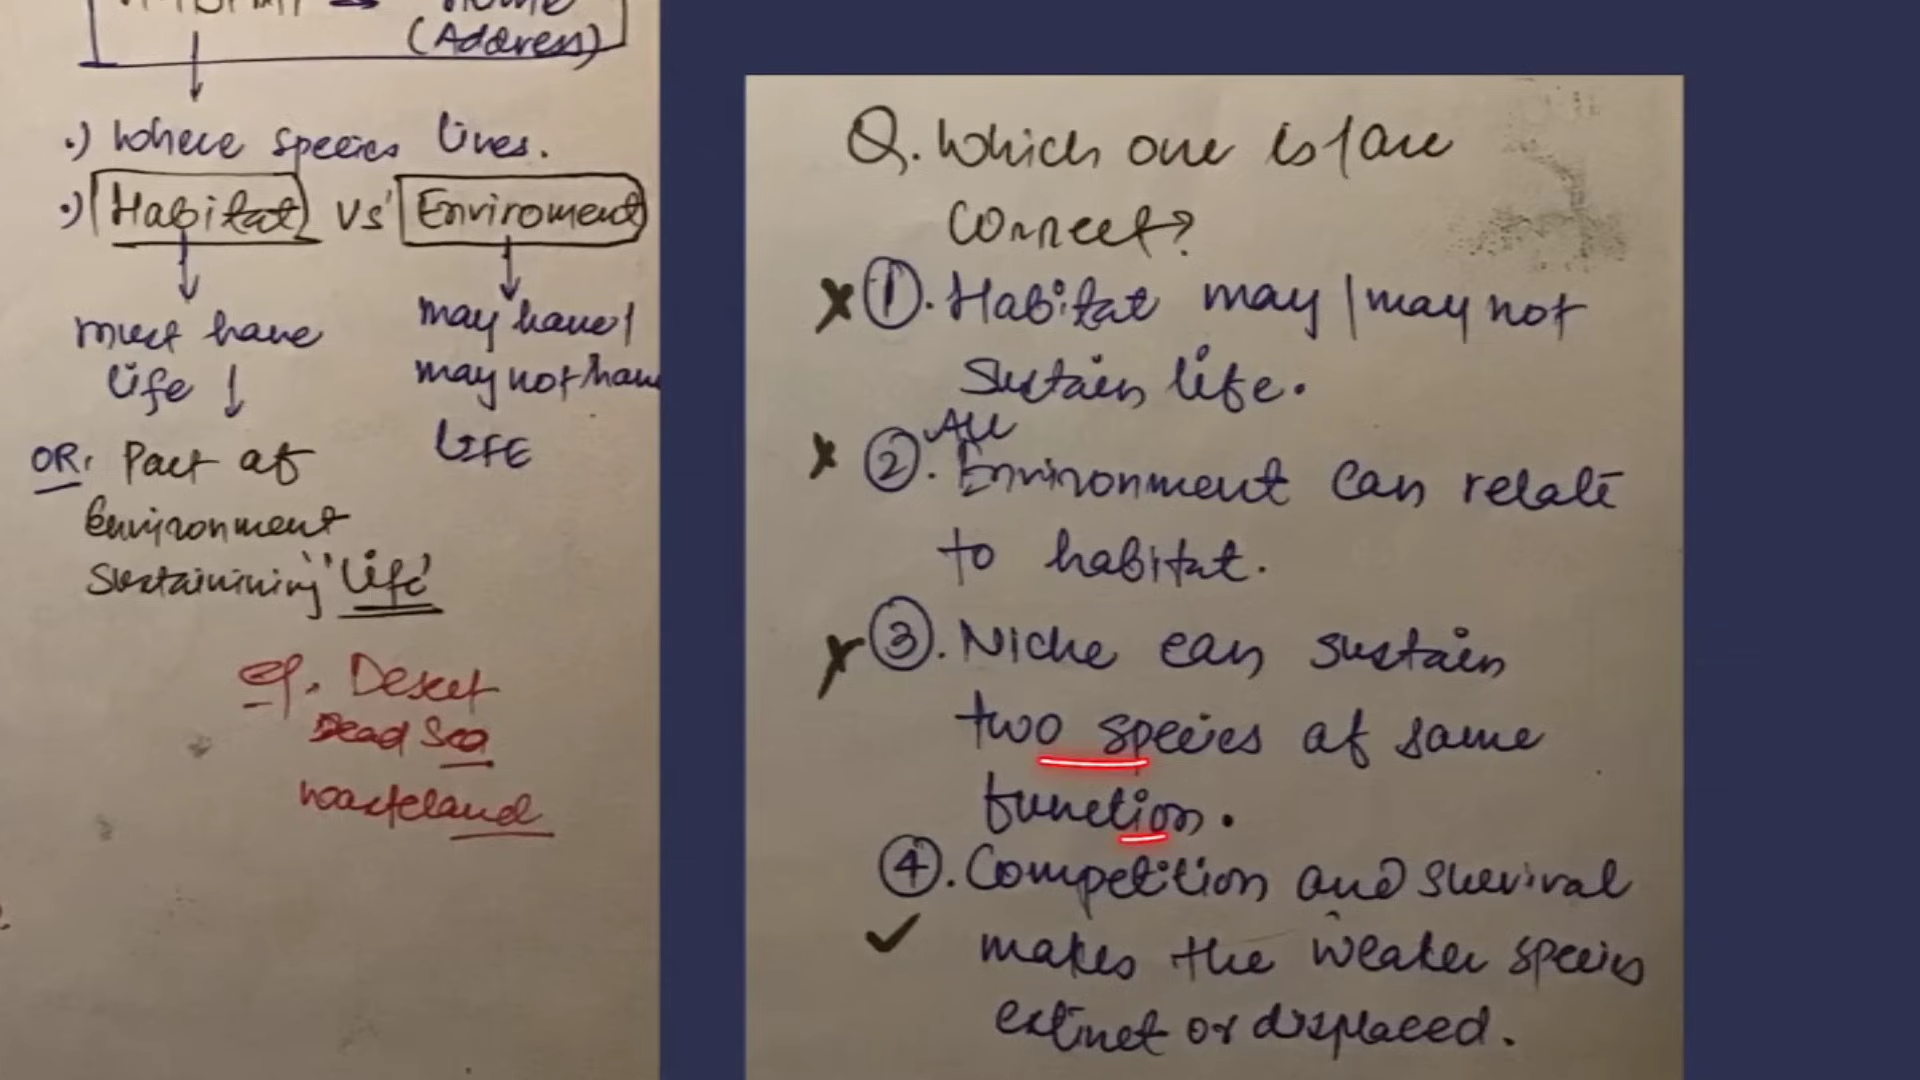 (Address)
.) Where species lives.
.) Habitat vs Enviroment
must have
life
may have/
may not have
LIFE
OR. Part of
Environment
sustainining "Life"
eg. Desert
Dead Sea
wasteland
Q. Which one is/are
correct?
x ①. Habitat may/may not
sustain life.
All
x ②. Environment can relate
to habitat.
x ③. Niche can sustain
two species of same
function.
④. Competition and survival
✓ makes the weaker species
extinct or displaced.